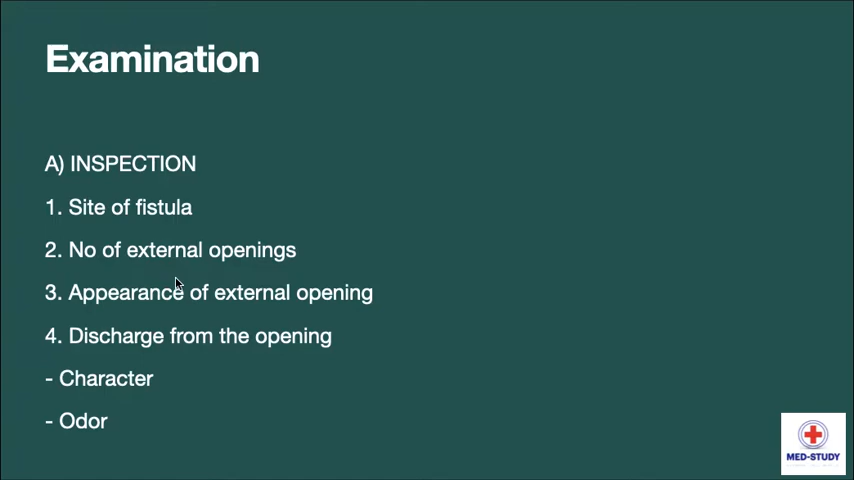 Examination
A) INSPECTION
1. Site of fistula
2. No of external openings
3. Appearance of external opening
4. Discharge from the opening
- Character
- Odor
MED-STUDY